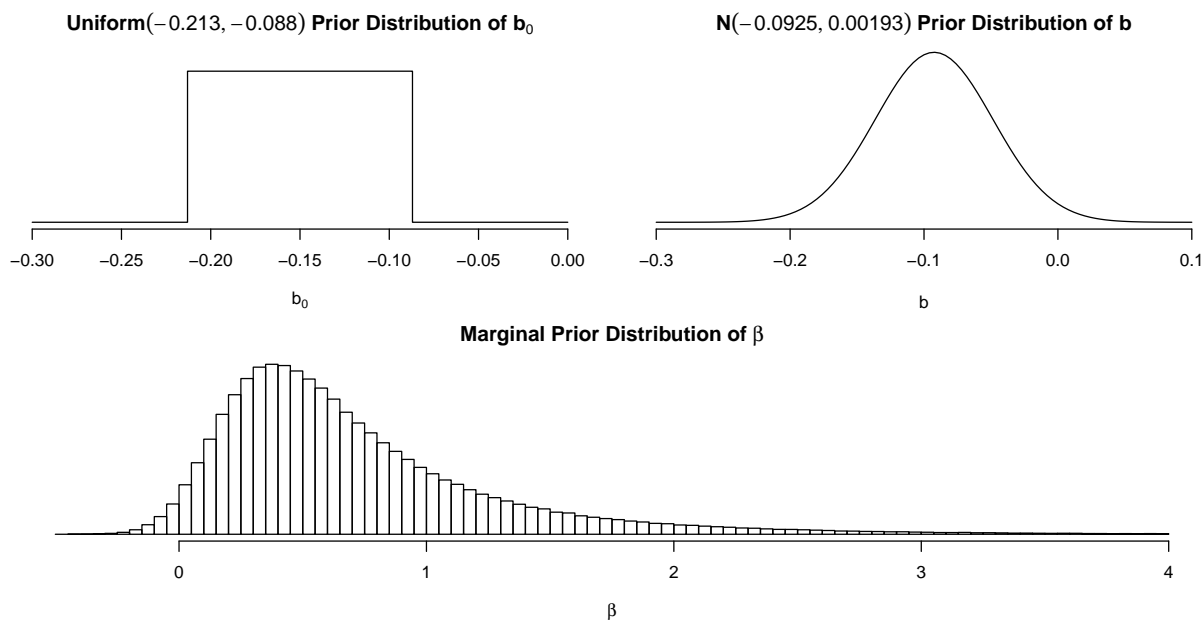 Uniform(−0.213, −0.088) Prior Distribution of b₀
N(−0.0925, 0.00193) Prior Distribution of b
−0.30 −0.25 −0.20 −0.15 −0.10 −0.05 0.00
b₀
−0.3 −0.2 −0.1 0.0 0.1
b
Marginal Prior Distribution of β
0 1 2 3 4
β